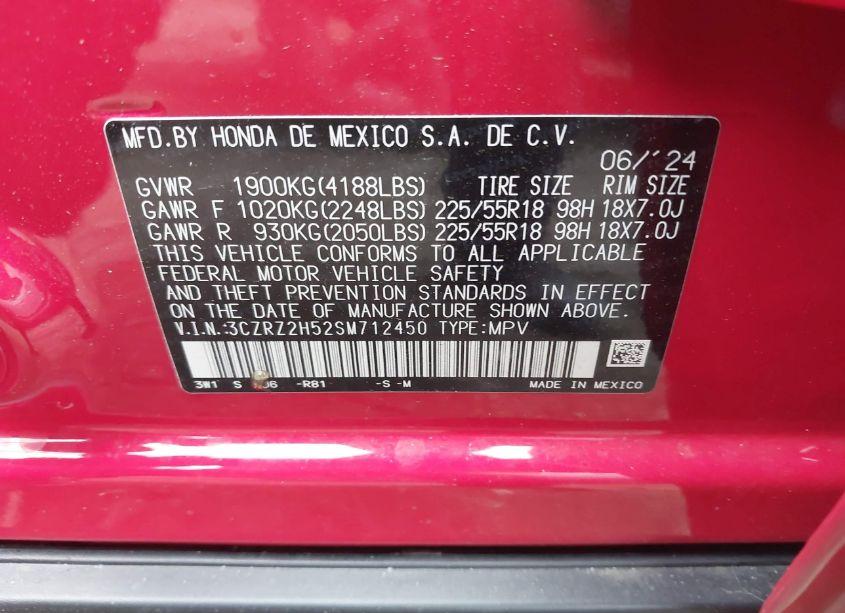 MFD.BY HONDA DE MEXICO S.A. DE C.V.
06/'24
GVWR 1900KG(4188LBS) TIRE SIZE RIM SIZE
GAWR F 1020KG(2248LBS) 225/55R18 98H 18X7.0J
GAWR R 930KG(2050LBS) 225/55R18 98H 18X7.0J
THIS VEHICLE CONFORMS TO ALL APPLICABLE
FEDERAL MOTOR VEHICLE SAFETY
AND THEFT PREVENTION STANDARDS IN EFFECT
ON THE DATE OF MANUFACTURE SHOWN ABOVE.
V.I.N.:3CZRZ2H52SM712450 TYPE:MPV
3W1 S -R81 -S -M MADE IN MEXICO